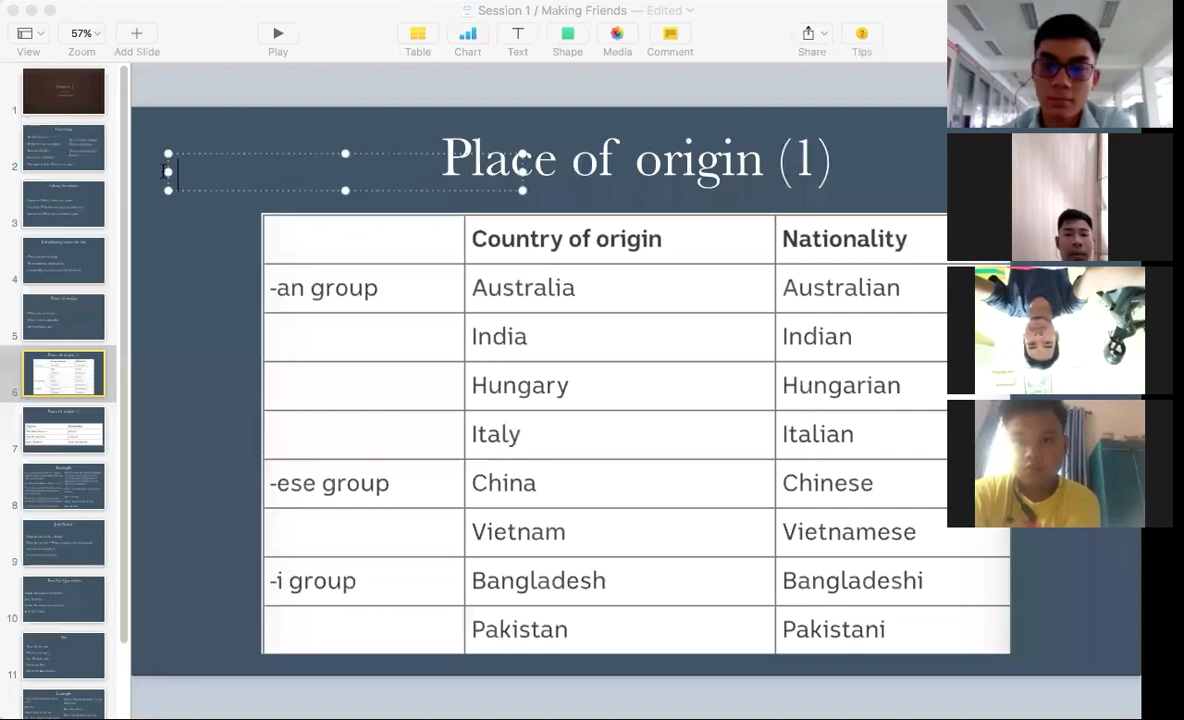 Session 1 / Making Friends — Edited
57%
View Zoom Add Slide Play Table Chart Text Shape Media Comment Share Tips
Place of origin (1)
Country of origin Nationality
-an group Australia Australian
India Indian
Hungary Hungarian
Italy Italian
-ese group China Chinese
Vietnam Vietnamese
-i group Bangladesh Bangladeshi
Pakistan Pakistani
1
2
3
4
5
6
7
8
9
10
11